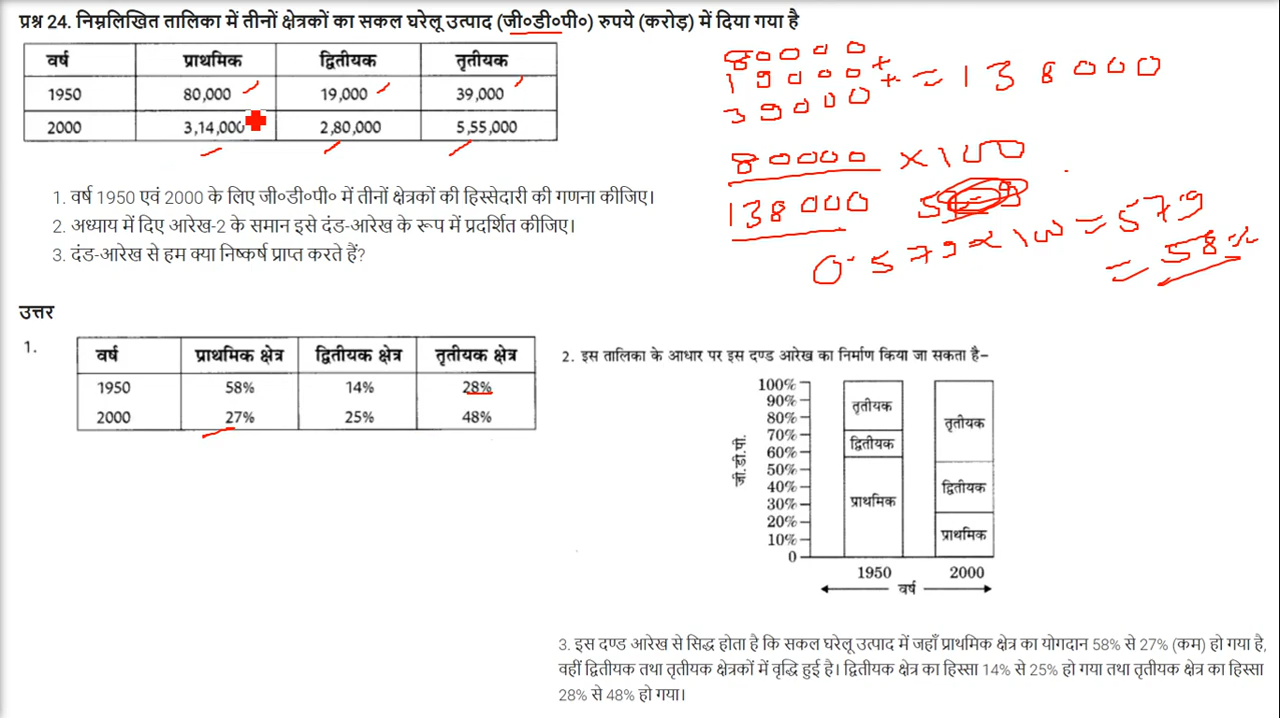 प्रश्न 24. निम्नलिखित तालिका में तीनों क्षेत्रकों का सकल घरेलू उत्पाद (जी०डी०पी०) रुपये (करोड़) में दिया गया है
वर्ष प्राथमिक द्वितीयक तृतीयक
1950 80,000 19,000 39,000
2000 3,14,000 2,80,000 5,55,000
80000+
19000+ = 138000
39000
80000 × 100
138000
0.579 × 100 = 579
= 58%
1. वर्ष 1950 एवं 2000 के लिए जी०डी०पी० में तीनों क्षेत्रकों की हिस्सेदारी की गणना कीजिए।
2. अध्याय में दिए आरेख-2 के समान इसे दंड-आरेख के रूप में प्रदर्शित कीजिए।
3. दंड-आरेख से हम क्या निष्कर्ष प्राप्त करते हैं?
उत्तर
1.
वर्ष प्राथमिक क्षेत्र द्वितीयक क्षेत्र तृतीयक क्षेत्र
1950 58% 14% 28%
2000 27% 25% 48%
2. इस तालिका के आधार पर इस दण्ड आरेख का निर्माण किया जा सकता है–
जी.डी.पी.
100%
90%
80%
70%
60%
50%
40%
30%
20%
10%
0
तृतीयक
द्वितीयक
प्राथमिक
तृतीयक
द्वितीयक
प्राथमिक
1950 2000
वर्ष
3. इस दण्ड आरेख से सिद्ध होता है कि सकल घरेलू उत्पाद में जहाँ प्राथमिक क्षेत्र का योगदान 58% से 27% (कम) हो गया है,
वहीं द्वितीयक तथा तृतीयक क्षेत्रकों में वृद्धि हुई है। द्वितीयक क्षेत्र का हिस्सा 14% से 25% हो गया तथा तृतीयक क्षेत्र का हिस्सा
28% से 48% हो गया।